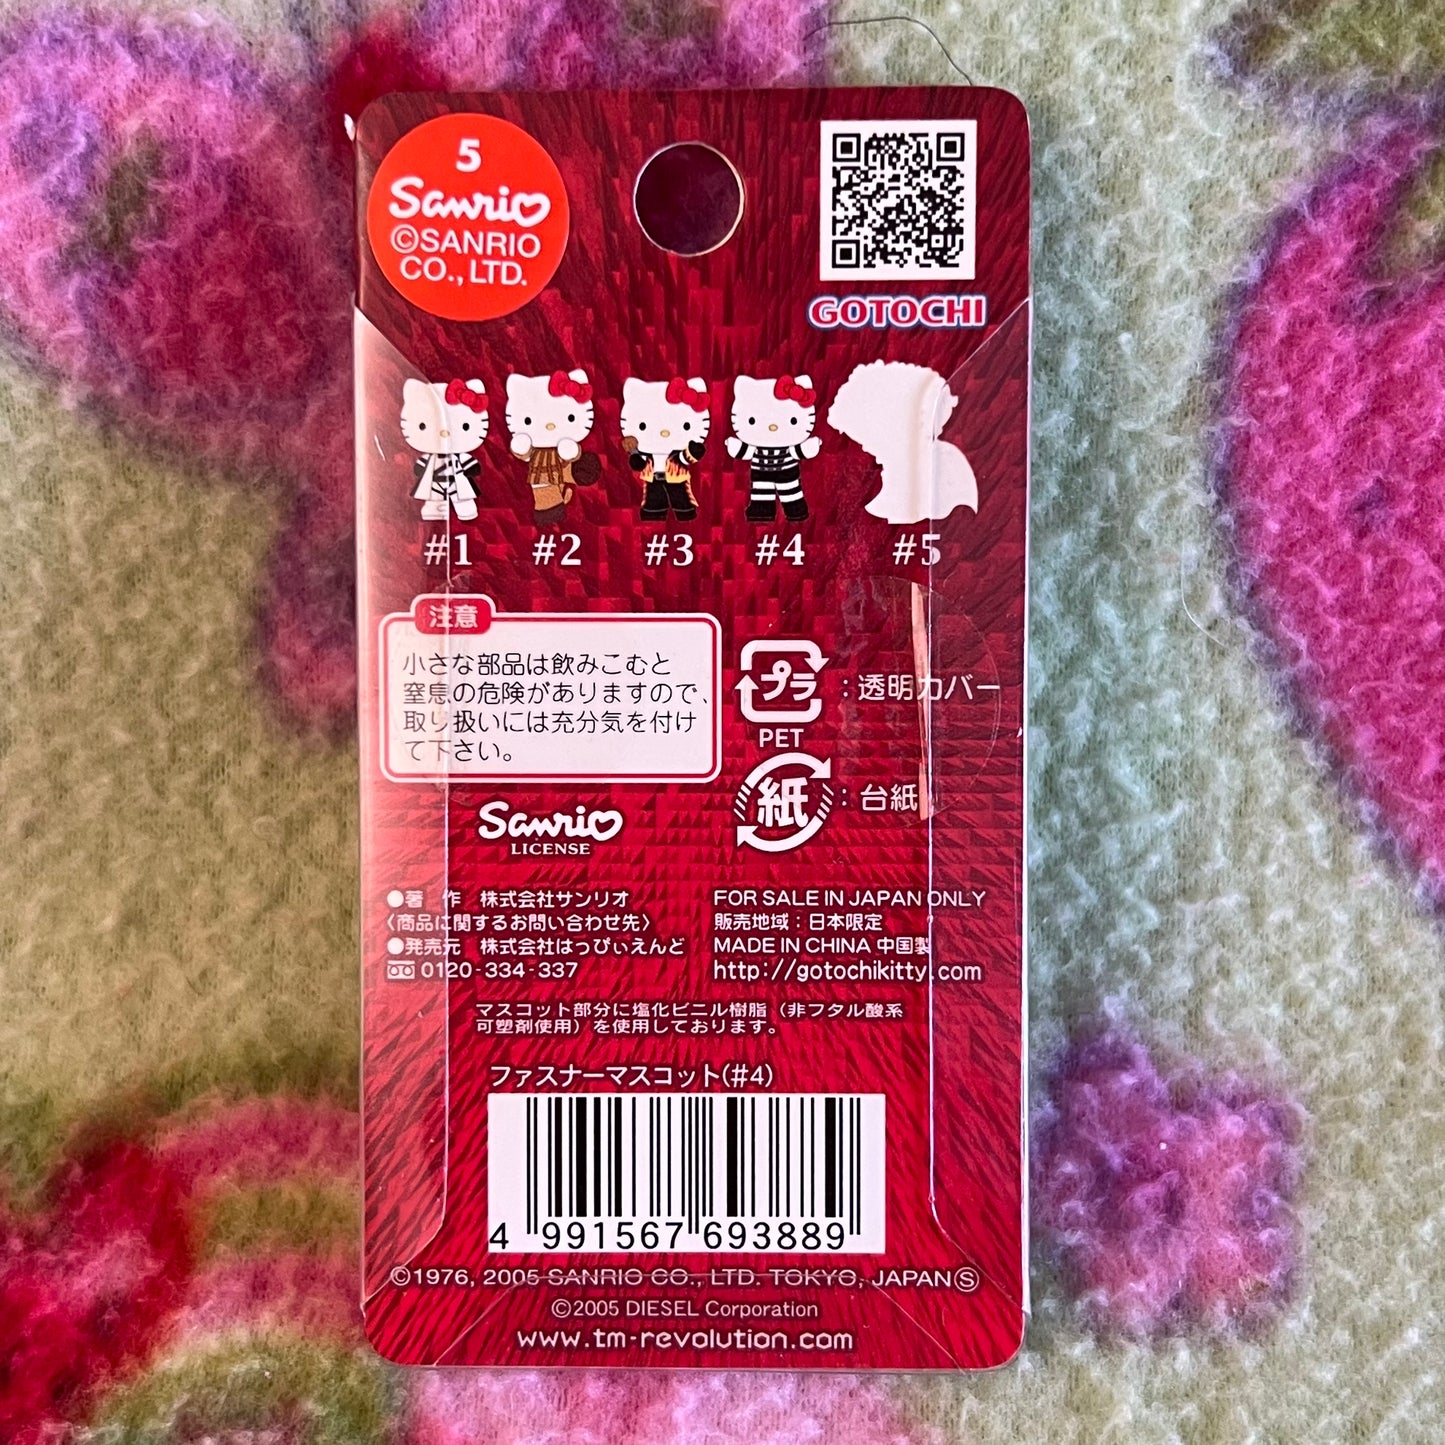 5
Sanrio
©SANRIO
CO., LTD.
GOTOCHI
#1 #2 #3 #4 #5
注意
小さな部品は飲みこむと
窒息の危険がありますので、
取り扱いには充分気を付け
て下さい。
プラ :透明カバー
PET
紙 :台紙
Sanrio
LICENSE
●著 作 株式会社サンリオ
〈商品に関するお問い合わせ先〉
●発売元 株式会社はっぴぃえんど
0120-334-337
FOR SALE IN JAPAN ONLY
販売地域:日本限定
MADE IN CHINA 中国製
http://gotochikitty.com
マスコット部分に塩化ビニル樹脂(非フタル酸系
可塑剤使用)を使用しております。
ファスナーマスコット(#4)
4 991567 693889
©1976, 2005 SANRIO CO., LTD. TOKYO, JAPAN Ⓢ
©2005 DIESEL Corporation
www.tm-revolution.com